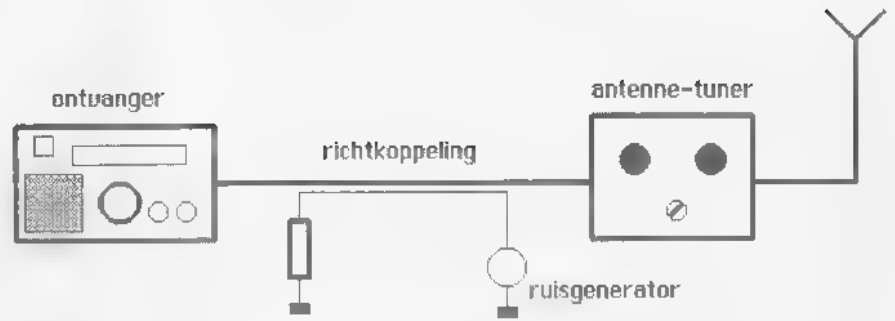 ontvanger
antenne-tuner
richtkoppeling
ruisgenerator